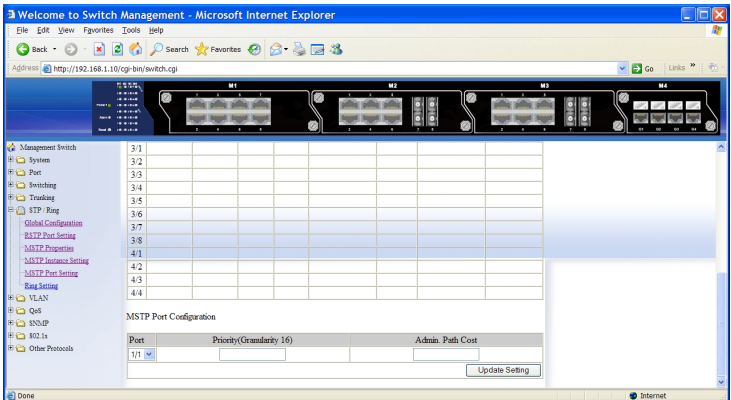 Welcome to Switch Management - Microsoft Internet Explorer
File Edit View Favorites Tools Help
Back Search Favorites
Address http://192.168.1.10/cgi-bin/switch.cgi Go Links »
M1 M2 M3 M4
Management Switch
System
Port
Switching
Trunking
STP / Ring
Global Configuration
RSTP Port Setting
MSTP Properties
MSTP Instance Setting
MSTP Port Setting
Ring Setting
VLAN
QoS
SNMP
802.1x
Other Protocols
3/1
3/2
3/3
3/4
3/5
3/6
3/7
3/8
4/1
4/2
4/3
4/4
MSTP Port Configuration
Port Priority(Granularity 16) Admin. Path Cost
1/1
Update Setting
Done Internet